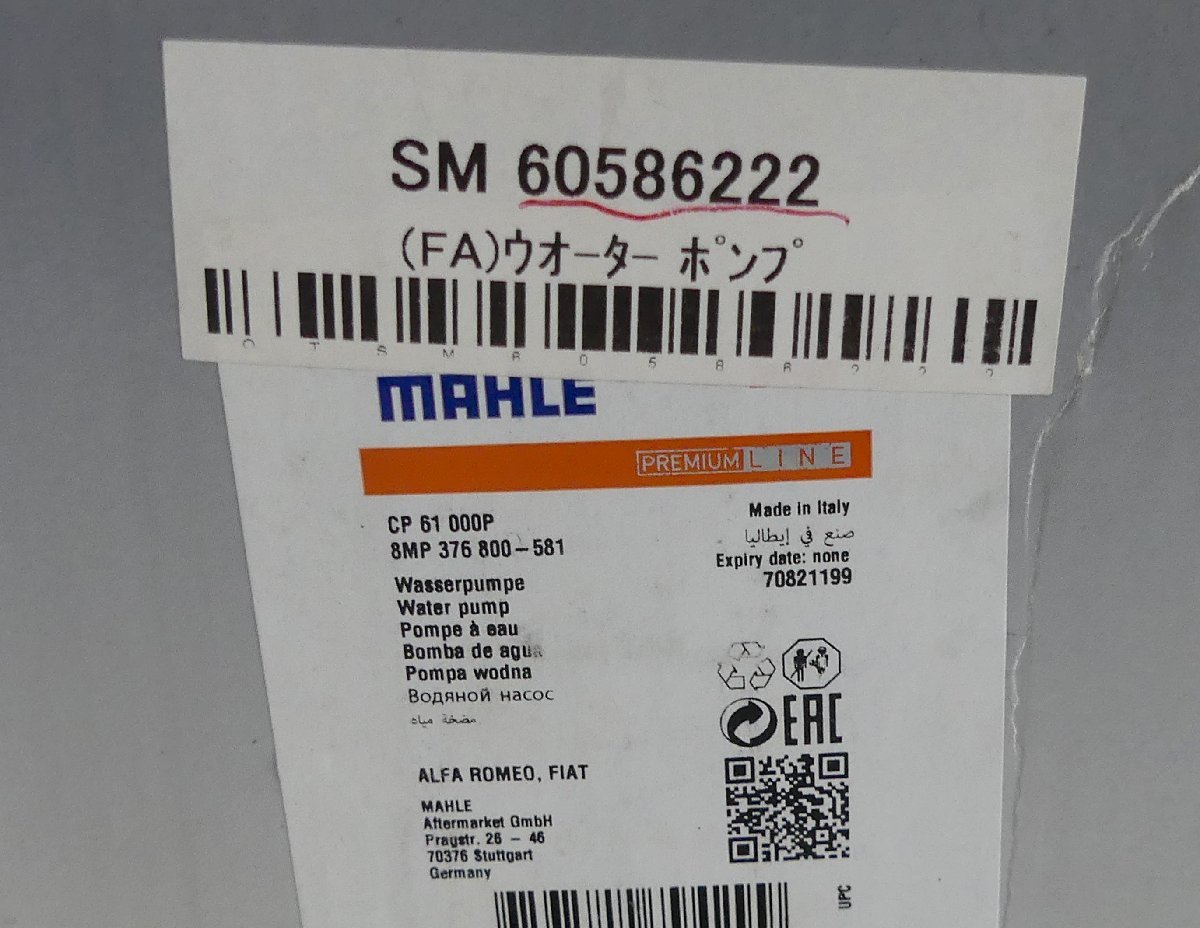 SM 60586222
(FA)ウオーター ポンプ
MAHLE
PREMIUM LINE
CP 61 000P
8MP 376 800-581
Made in Italy
صنع في إيطاليا
Expiry date: none
70821199
Wasserpumpe
Water pump
Pompe à eau
Bomba de agua
Pompa wodna
Водяной насос
مضخة مياه
EAC
ALFA ROMEO, FIAT
MAHLE
Aftermarket GmbH
Pragstr. 26 - 46
70376 Stuttgart
Germany
UPC